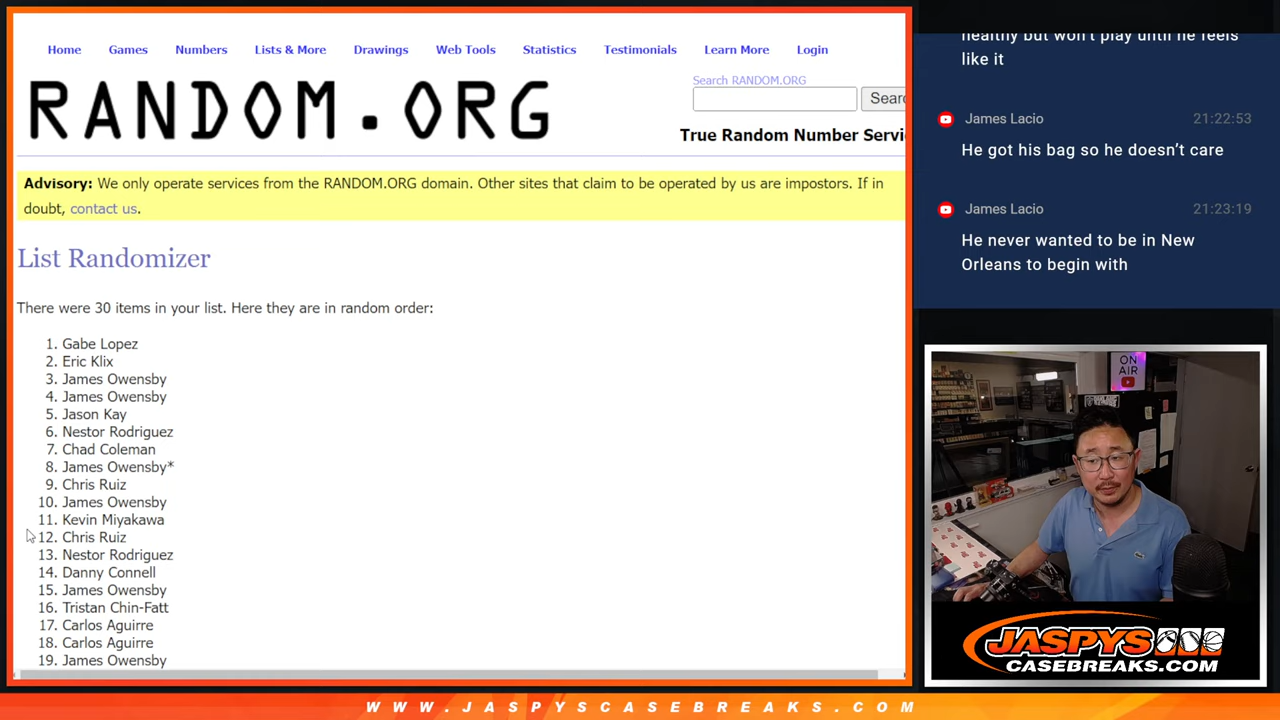 Home Games Numbers Lists & More Drawings Web Tools Statistics Testimonials Learn More Login
RANDOM.ORG
Search RANDOM.ORG
Searc
True Random Number Servi
Advisory: We only operate services from the RANDOM.ORG domain. Other sites that claim to be operated by us are impostors. If in
doubt, contact us.
List Randomizer
There were 30 items in your list. Here they are in random order:
1. Gabe Lopez
2. Eric Klix
3. James Owensby
4. James Owensby
5. Jason Kay
6. Nestor Rodriguez
7. Chad Coleman
8. James Owensby*
9. Chris Ruiz
10. James Owensby
11. Kevin Miyakawa
12. Chris Ruiz
13. Nestor Rodriguez
14. Danny Connell
15. James Owensby
16. Tristan Chin-Fatt
17. Carlos Aguirre
18. Carlos Aguirre
19. James Owensby
healthy but won't play until he feels
like it
James Lacio 21:22:53
He got his bag so he doesn't care
James Lacio 21:23:19
He never wanted to be in New
Orleans to begin with
ON
AIR
JASPYS
CASEBREAKS.COM
WWW.JASPYSCASEBREAKS.COM